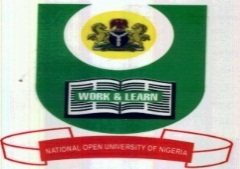 WORK & LEARN
NATIONAL OPEN UNIVERSITY OF NIGERIA